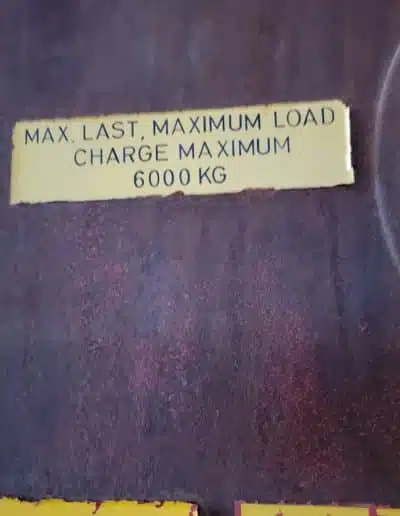 MAX. LAST, MAXIMUM LOAD
CHARGE MAXIMUM
6000 KG